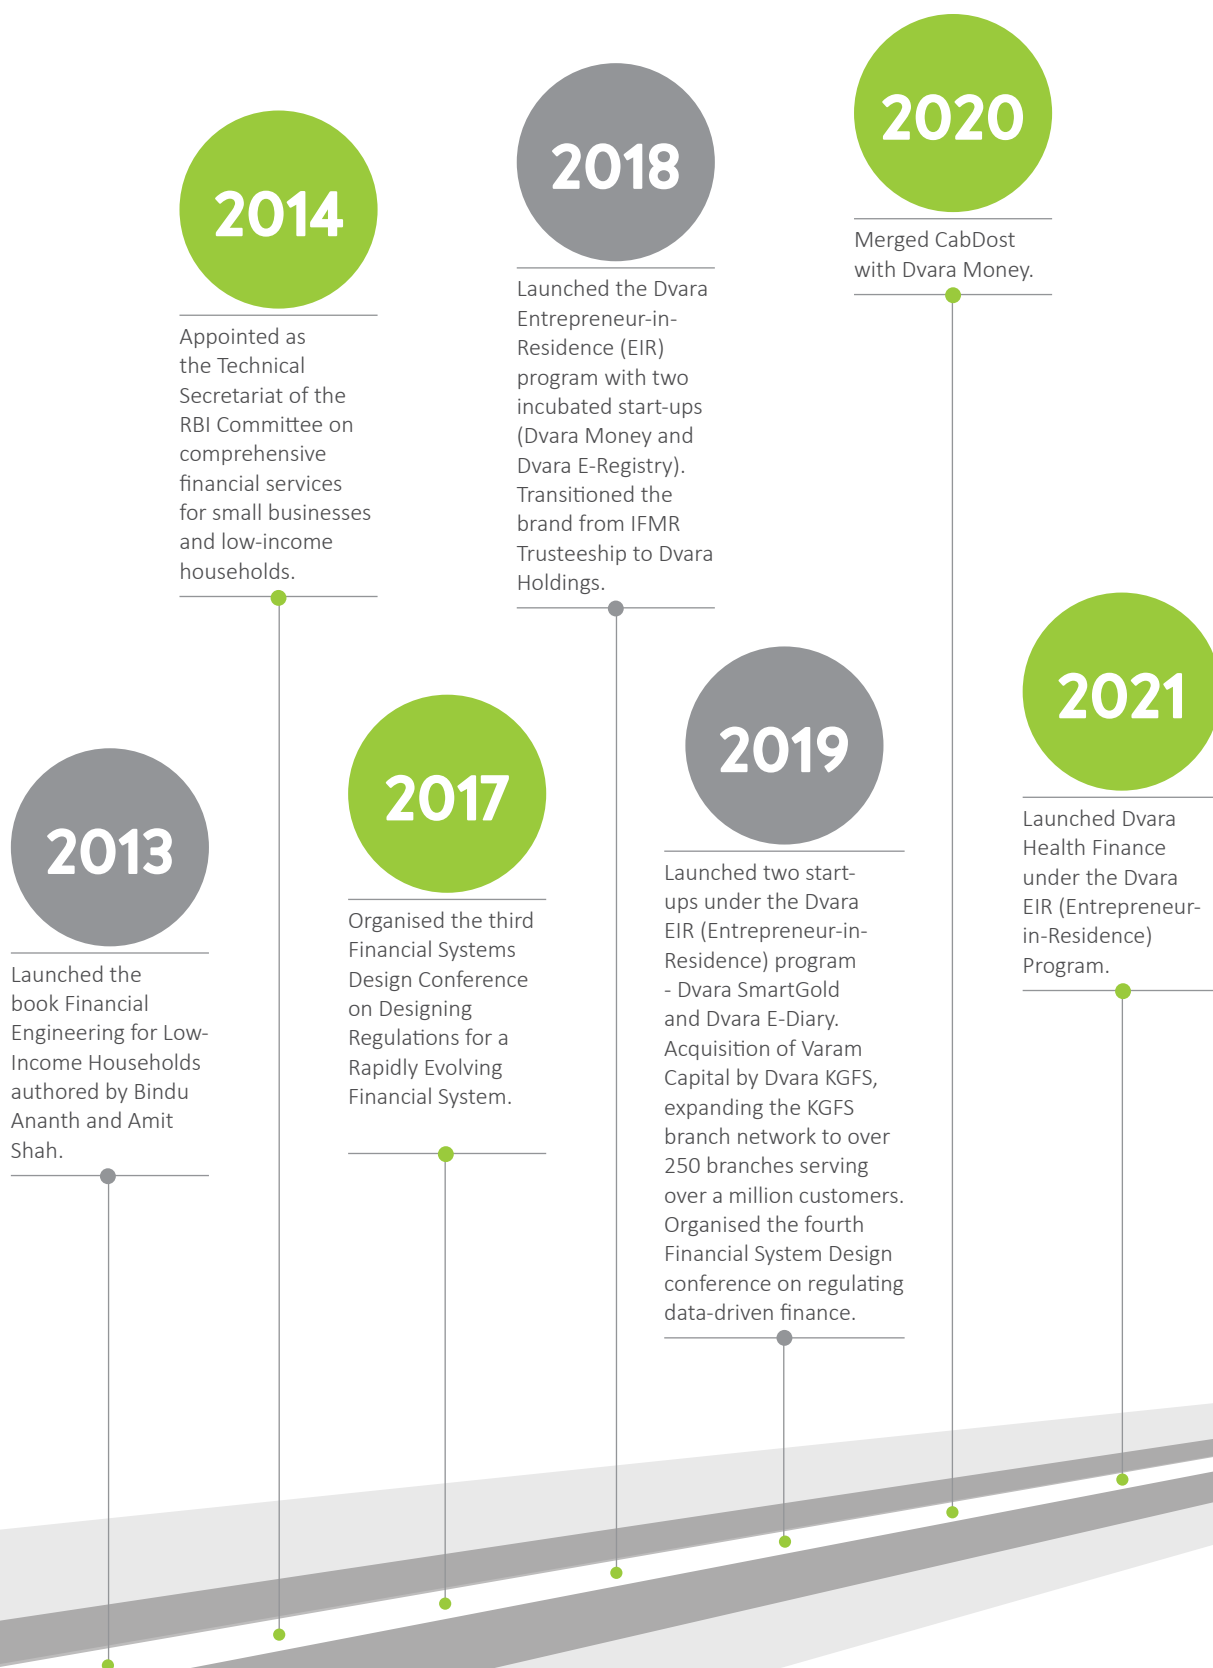 2013
Launched the
book Financial
Engineering for Low-
Income Households
authored by Bindu
Ananth and Amit
Shah.
2014
Appointed as
the Technical
Secretariat of the
RBI Committee on
comprehensive
financial services
for small businesses
and low-income
households.
2017
Organised the third
Financial Systems
Design Conference
on Designing
Regulations for a
Rapidly Evolving
Financial System.
2018
Launched the Dvara
Entrepreneur-in-
Residence (EIR)
program with two
incubated start-ups
(Dvara Money and
Dvara E-Registry).
Transitioned the
brand from IFMR
Trusteeship to Dvara
Holdings.
2019
Launched two start-
ups under the Dvara
EIR (Entrepreneur-in-
Residence) program
- Dvara SmartGold
and Dvara E-Diary.
Acquisition of Varam
Capital by Dvara KGFS,
expanding the KGFS
branch network to over
250 branches serving
over a million customers.
Organised the fourth
Financial System Design
conference on regulating
data-driven finance.
2020
Merged CabDost
with Dvara Money.
2021
Launched Dvara
Health Finance
under the Dvara
EIR (Entrepreneur-
in-Residence)
Program.